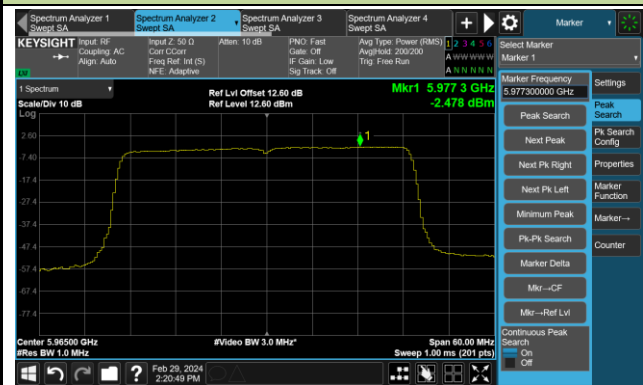 Spectrum Analyzer 1
Swept SA
Spectrum Analyzer 2
Swept SA
Spectrum Analyzer 3
Swept SA
Spectrum Analyzer 4
Swept SA
Marker
KEYSIGHT
Input: RF
Coupling: AC
Align: Auto
Input Z: 50 Ω
Corr CCorr
Freq Ref: Int (S)
NFE: Adaptive
Atten: 10 dB
PNO: Fast
Gate: Off
IF Gain: Low
Sig Track: Off
Avg Type: Power (RMS)
Avg|Hold: 200/200
Trig: Free Run
1 2 3 4 5 6
A W W W W W
A N N N N N
LXI
Select Marker
Marker 1
Marker Frequency
5.977300000 GHz
Settings
Peak Search
Next Peak
Next Pk Right
Next Pk Left
Minimum Peak
Pk-Pk Search
Marker Delta
Mkr→CF
Mkr→Ref Lvl
Continuous Peak
Search
On
Off
Peak
Search
Pk Search
Config
Properties
Marker
Function
Marker→
Counter
1 Spectrum
Scale/Div 10 dB
Log
Ref Lvl Offset 12.60 dB
Ref Level 12.60 dBm
Mkr1 5.977 3 GHz
-2.478 dBm
1
2.60
-7.40
-17.4
-27.4
-37.4
-47.4
-57.4
-67.4
-77.4
Center 5.96500 GHz
#Res BW 1.0 MHz
#Video BW 3.0 MHz*
Span 60.00 MHz
Sweep 1.00 ms (201 pts)
?
Feb 29, 2024
2:20:49 PM